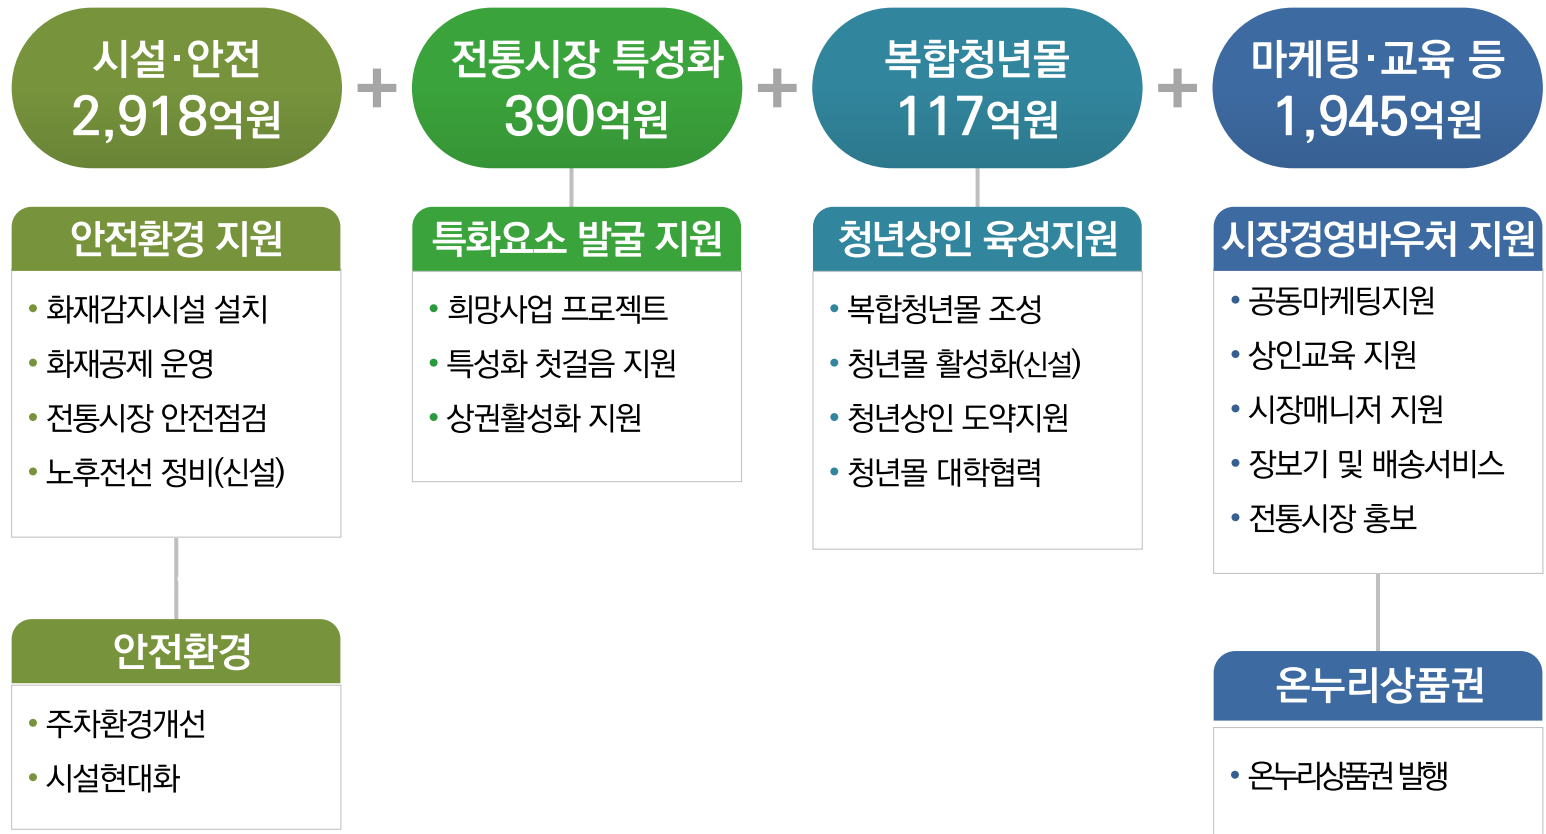 시설·안전
2,918억원
+
전통시장 특성화
390억원
+
복합청년몰
117억원
+
마케팅·교육 등
1,945억원
안전환경 지원
• 화재감지시설 설치
• 화재공제 운영
• 전통시장 안전점검
• 노후전선 정비(신설)
안전환경
• 주차환경개선
• 시설현대화
특화요소 발굴 지원
• 희망사업 프로젝트
• 특성화 첫걸음 지원
• 상권활성화 지원
청년상인 육성지원
• 복합청년몰 조성
• 청년몰 활성화(신설)
• 청년상인 도약지원
• 청년몰 대학협력
시장경영바우처 지원
• 공동마케팅지원
• 상인교육 지원
• 시장매니저 지원
• 장보기 및 배송서비스
• 전통시장 홍보
온누리상품권
• 온누리상품권 발행